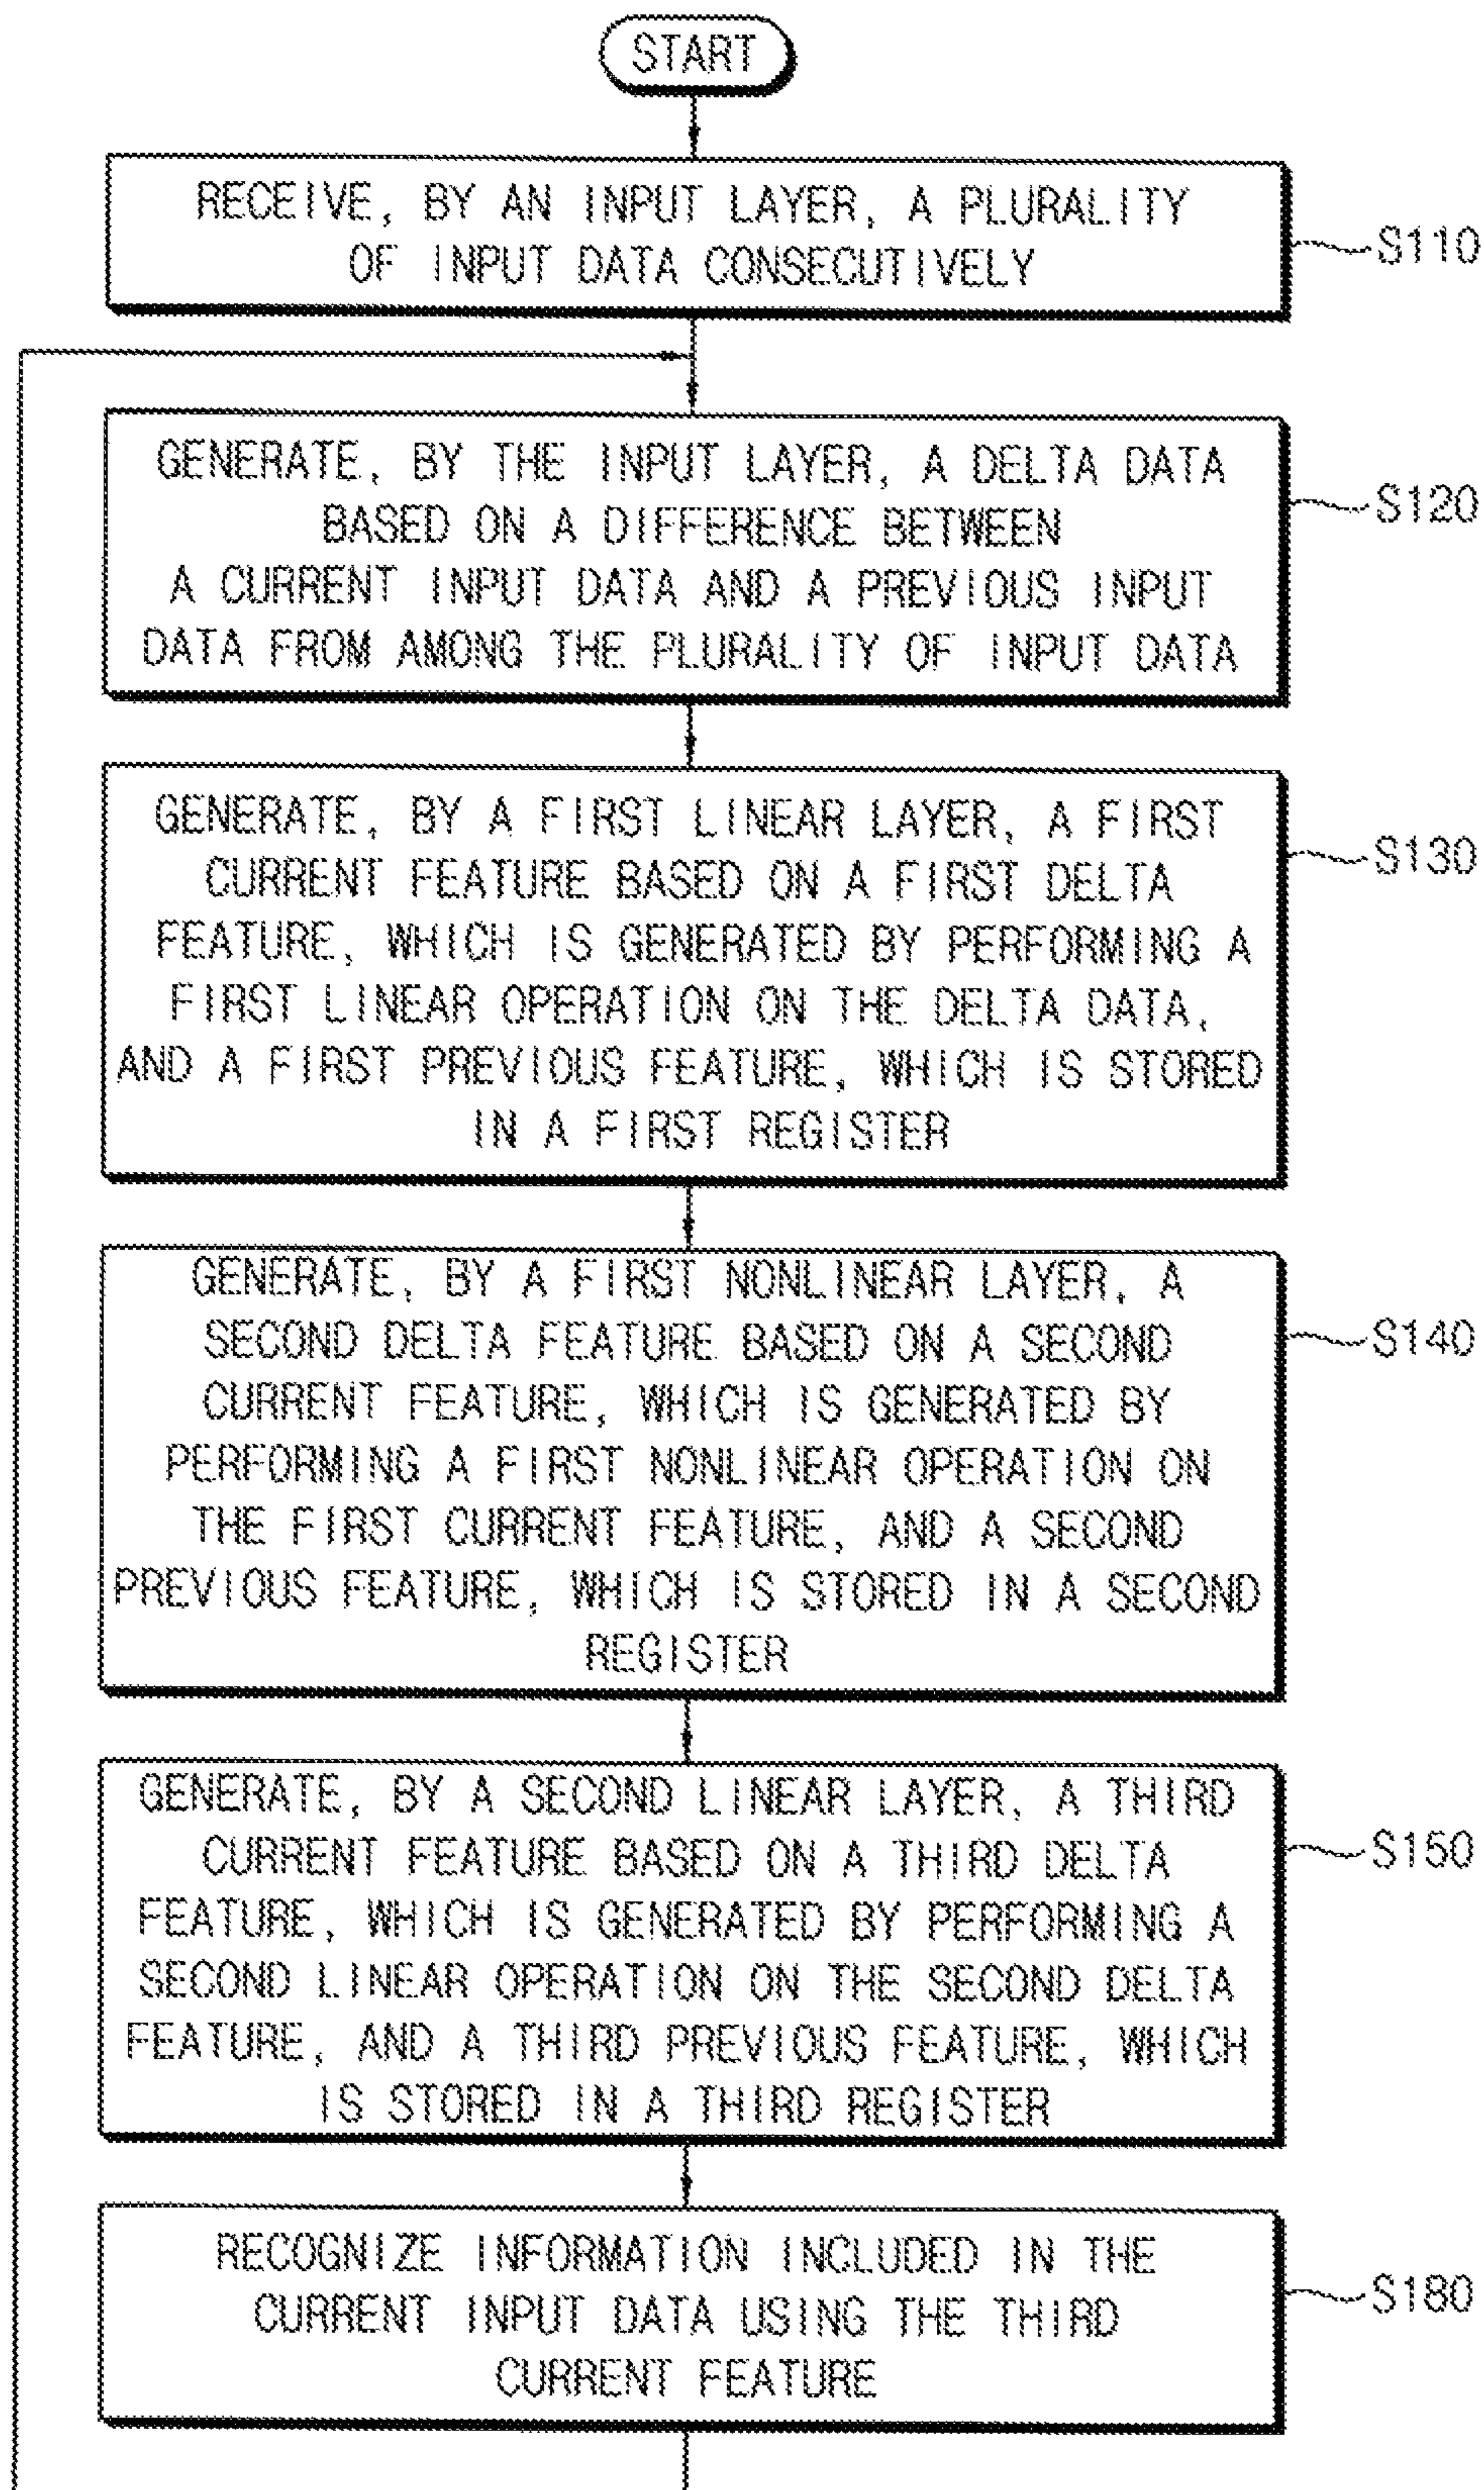 START
RECEIVE, BY AN INPUT LAYER, A PLURALITY
OF INPUT DATA CONSECUTIVELY
S110
GENERATE, BY THE INPUT LAYER, A DELTA DATA
BASED ON A DIFFERENCE BETWEEN
A CURRENT INPUT DATA AND A PREVIOUS INPUT
DATA FROM AMONG THE PLURALITY OF INPUT DATA
S120
GENERATE, BY A FIRST LINEAR LAYER, A FIRST
CURRENT FEATURE BASED ON A FIRST DELTA
FEATURE, WHICH IS GENERATED BY PERFORMING A
FIRST LINEAR OPERATION ON THE DELTA DATA,
AND A FIRST PREVIOUS FEATURE, WHICH IS STORED
IN A FIRST REGISTER
S130
GENERATE, BY A FIRST NONLINEAR LAYER, A
SECOND DELTA FEATURE BASED ON A SECOND
CURRENT FEATURE, WHICH IS GENERATED BY
PERFORMING A FIRST NONLINEAR OPERATION ON
THE FIRST CURRENT FEATURE, AND A SECOND
PREVIOUS FEATURE, WHICH IS STORED IN A SECOND
REGISTER
S140
GENERATE, BY A SECOND LINEAR LAYER, A THIRD
CURRENT FEATURE BASED ON A THIRD DELTA
FEATURE, WHICH IS GENERATED BY PERFORMING A
SECOND LINEAR OPERATION ON THE SECOND DELTA
FEATURE, AND A THIRD PREVIOUS FEATURE, WHICH
IS STORED IN A THIRD REGISTER
S150
RECOGNIZE INFORMATION INCLUDED IN THE
CURRENT INPUT DATA USING THE THIRD
CURRENT FEATURE
S180